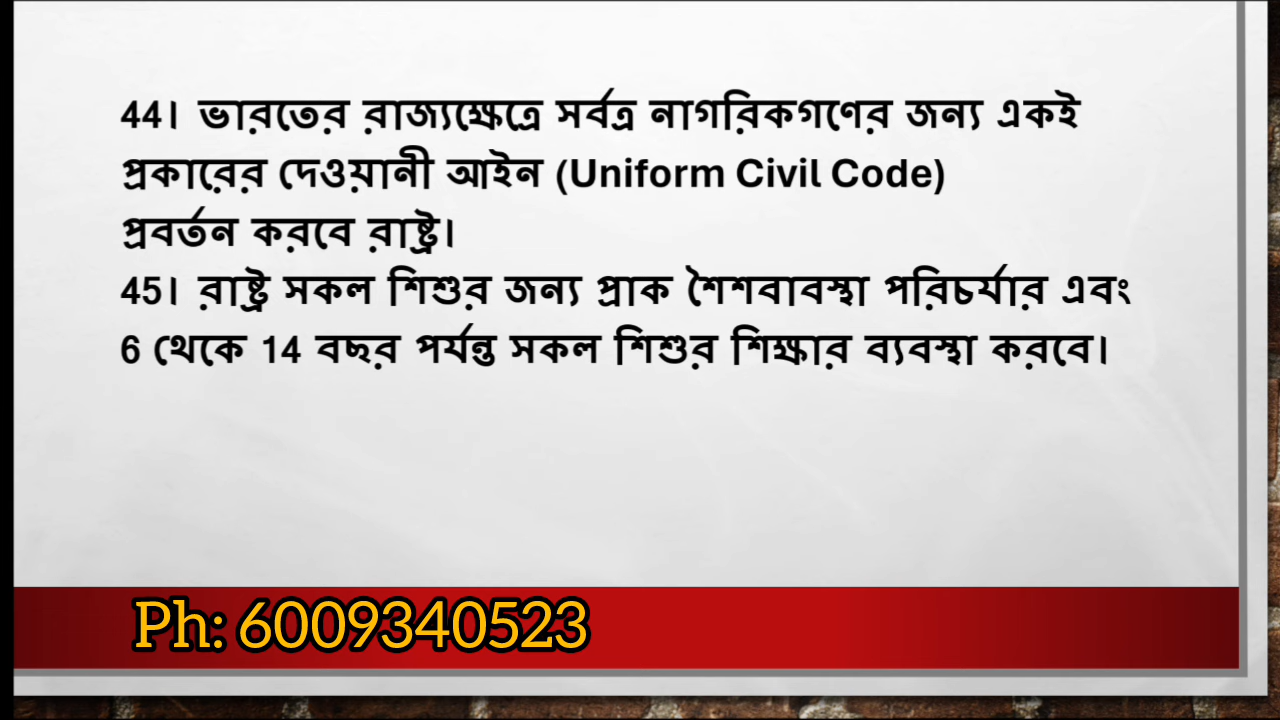 44। ভারতের রাজ্যক্ষেত্রে সর্বত্র নাগরিকগণের জন্য একই
প্রকারের দেওয়ানী আইন (Uniform Civil Code)
প্রবর্তন করবে রাষ্ট্র।
45। রাষ্ট্র সকল শিশুর জন্য প্রাক শৈশবাবস্থা পরিচর্যার এবং
6 থেকে 14 বছর পর্যন্ত সকল শিশুর শিক্ষার ব্যবস্থা করবে।
Ph: 6009340523